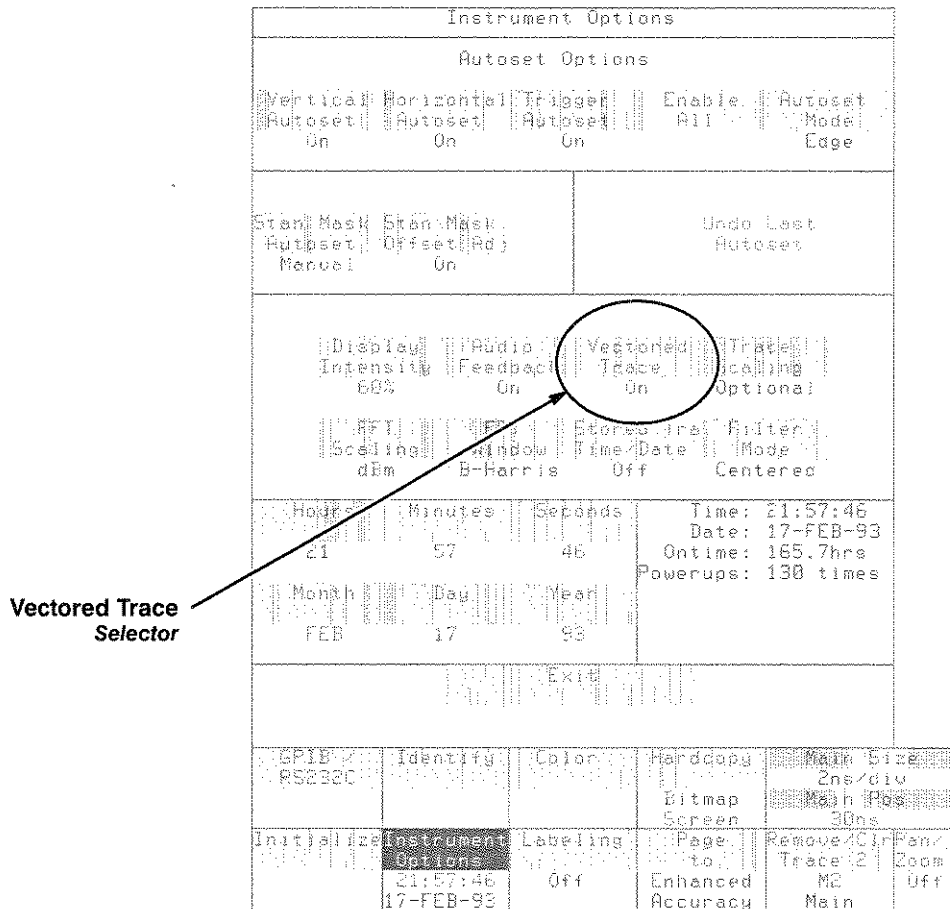 Instrument Options
Autoset Options
Vertical Horizontal Trigger Enable Autoset
Autoset Autoset Autoset All Mode
On On On Edge
Stan Mask Stan Mask Undo Last
Autoset Offset Adj Autoset
Manual On
Display Audio Vectored Trace
Intensity Feedback Trace Scaling
60% On On Optional
FFT FFT Stored Tra Filter
Scaling Window Time/Date Mode
dBm B-Harris Off Centered
Hours Minutes Seconds Time: 21:57:46
Date: 17-FEB-93
21 57 46 Ontime: 165.7hrs
Powerups: 130 times
Month Day Year
FEB 17 93
Vectored Trace
Selector
Exit
GPIB / Identify Color Hardcopy Main Size
RS232C 2ns/div
Bitmap Main Pos
Screen 30ns
Initialize Instrument Labeling Page Remove/Clr Pan/
Options to Trace 2 Zoom
21:57:46 Off Enhanced M2 Off
17-FEB-93 Accuracy Main